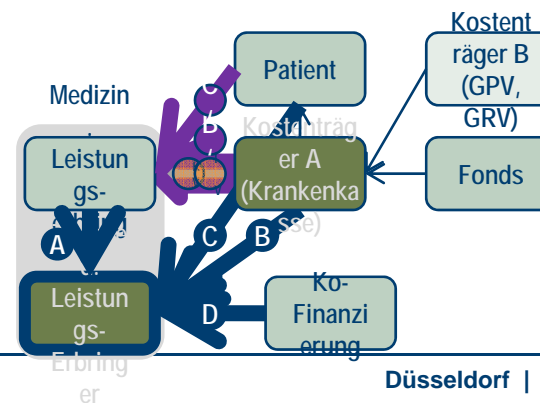 Kostent
räger B
(GPV,
GRV)
Patient
Medizin
C
B
Kostenträg
er A
(Krankenka
sse)
Leistun
gs-
Fonds
A
C
B
Leistun
gs-
Erbring
er
D
Ko-
Finanzi
erung
Düsseldorf |